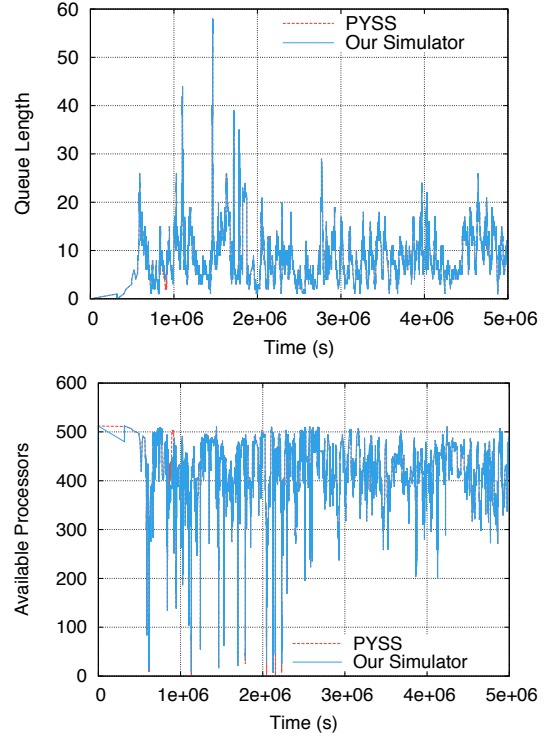 60
50
40
30
20
10
0
Queue Length
PYSS
Our Simulator
0 1e+06 2e+06 3e+06 4e+06 5e+06
Time (s)
600
500
400
300
200
100
0
Available Processors
PYSS
Our Simulator
0 1e+06 2e+06 3e+06 4e+06 5e+06
Time (s)